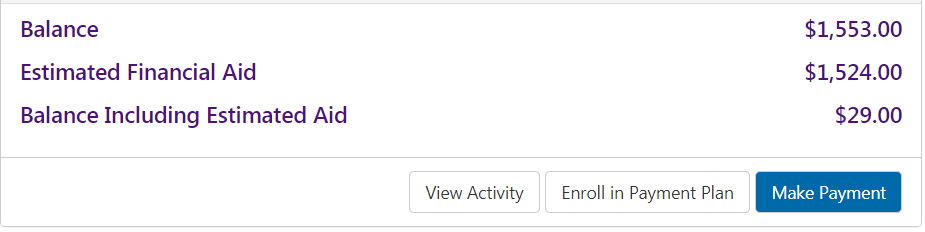 Balance $1,553.00
Estimated Financial Aid $1,524.00
Balance Including Estimated Aid $29.00
View Activity Enroll in Payment Plan Make Payment